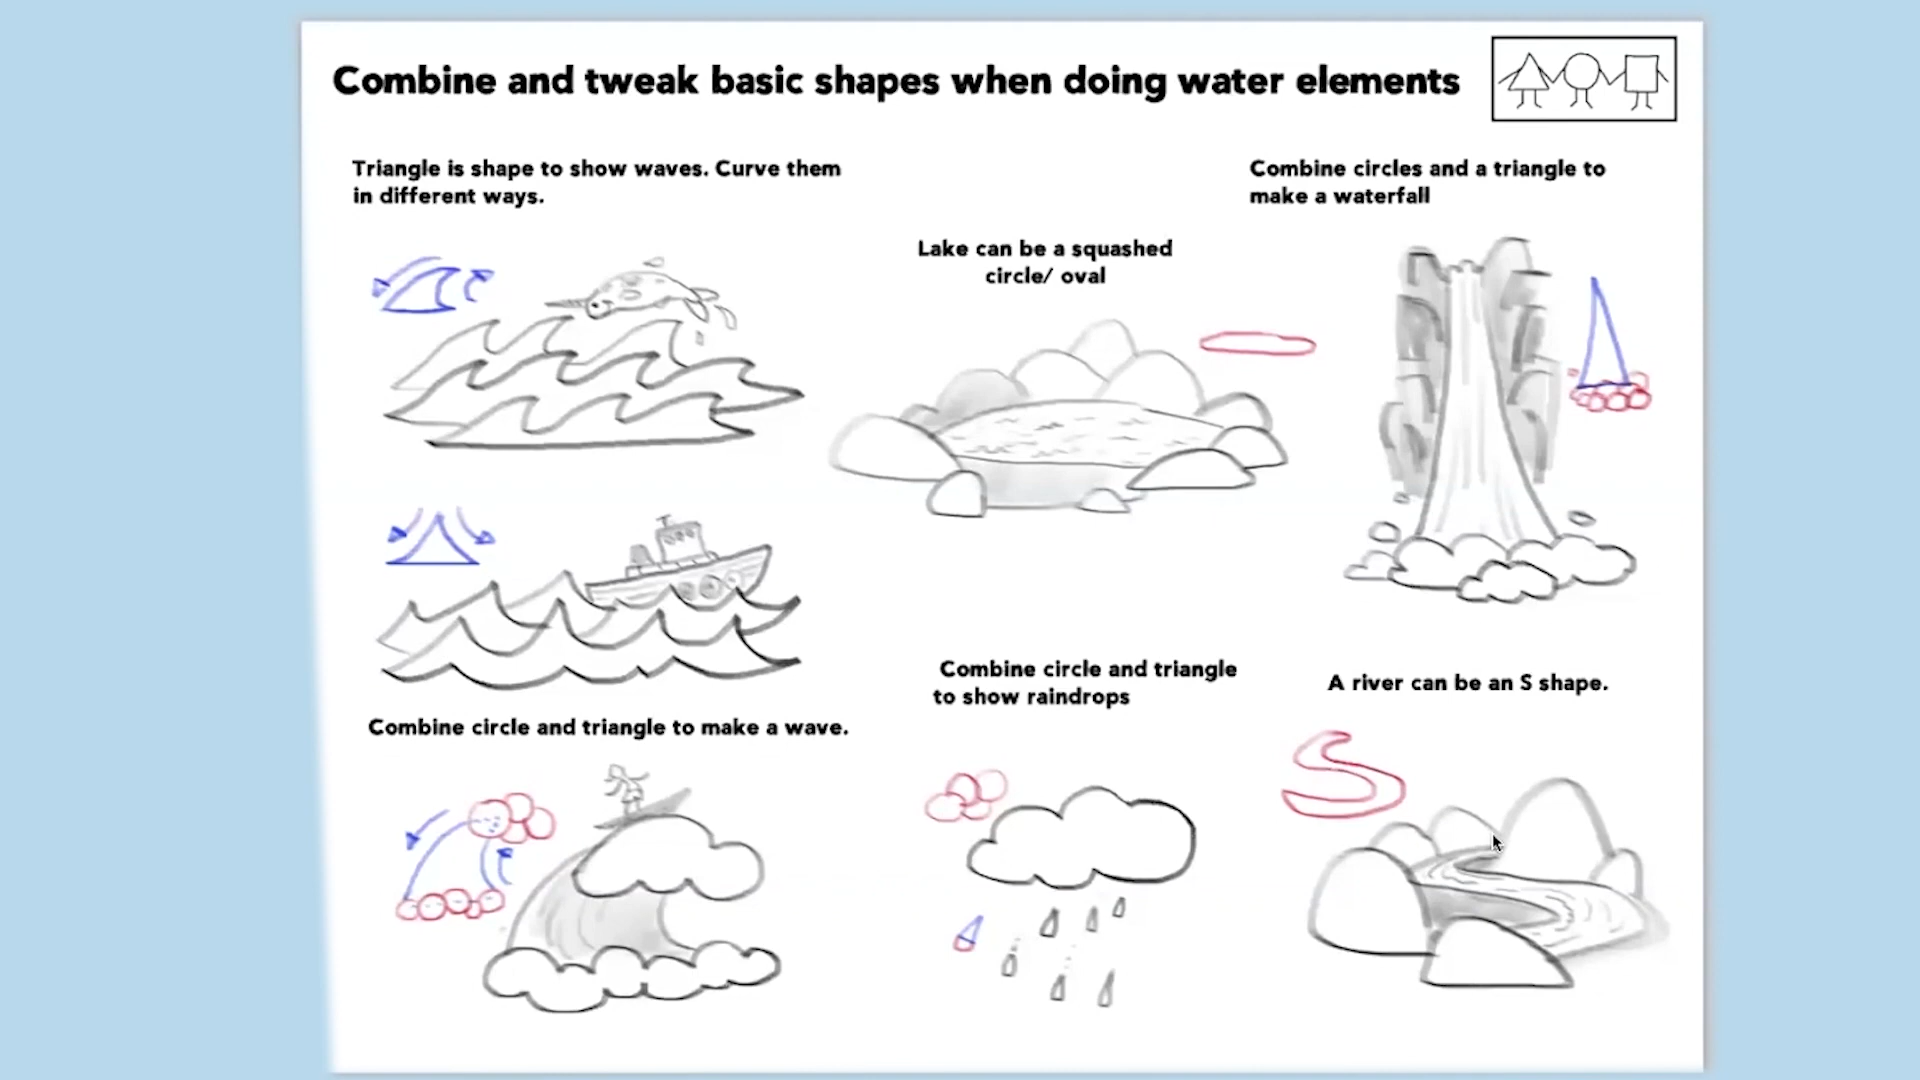 Combine and tweak basic shapes when doing water elements
Triangle is shape to show waves. Curve them
in different ways.
Lake can be a squashed
circle/ oval
Combine circles and a triangle to
make a waterfall
Combine circle and triangle to make a wave.
Combine circle and triangle
to show raindrops
A river can be an S shape.